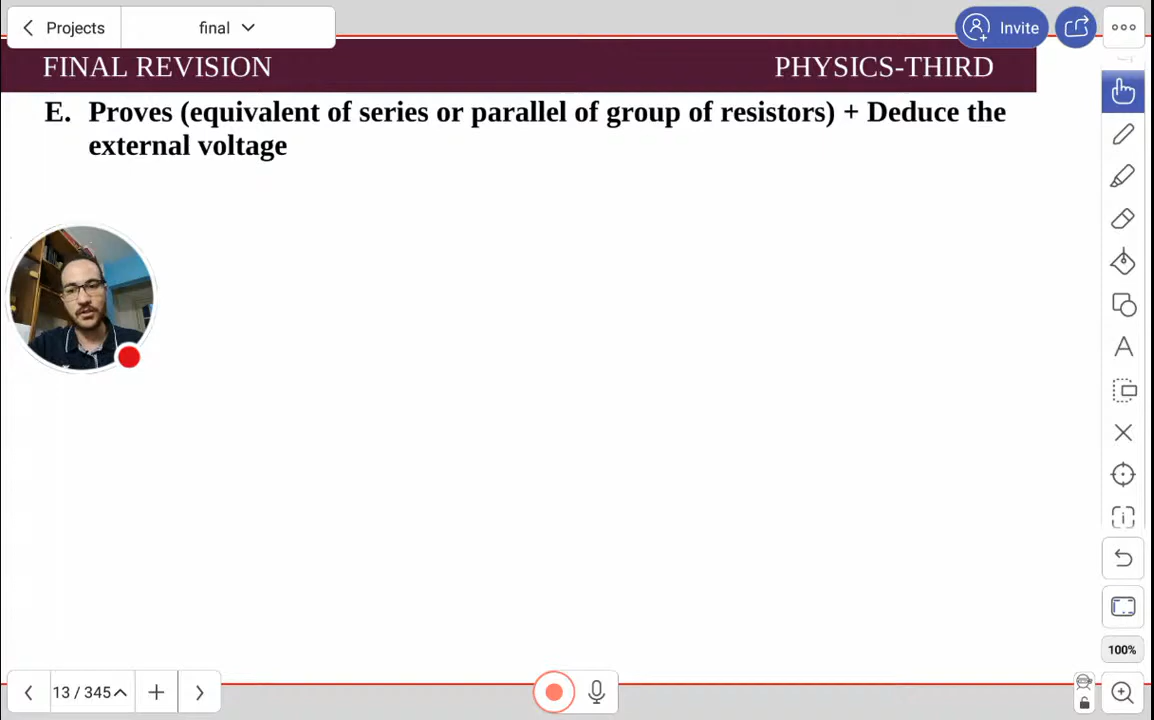 Projects
final
Invite
FINAL REVISION
PHYSICS-THIRD
E. Proves (equivalent of series or parallel of group of resistors) + Deduce the
external voltage
A
100%
13 / 345